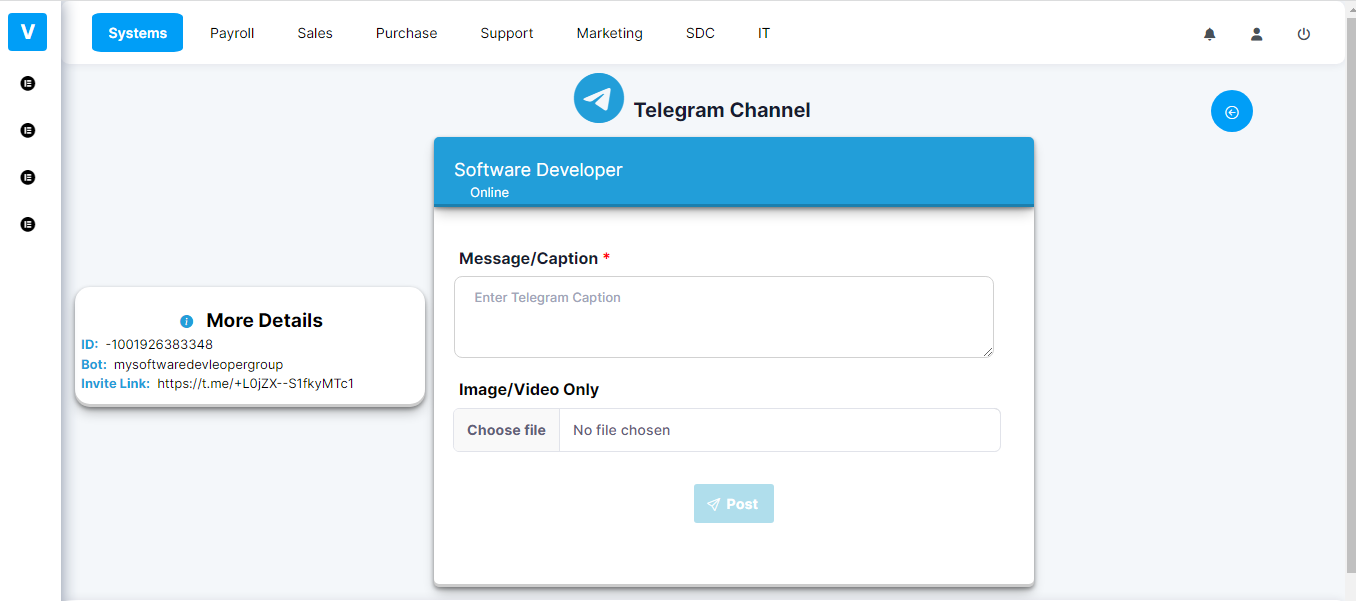 V
Systems Payroll Sales Purchase Support Marketing SDC IT
Telegram Channel
Software Developer
Online
Message/Caption *
Enter Telegram Caption
More Details
ID: -1001926383348
Bot: mysoftwaredevleopergroup
Invite Link: https://t.me/+L0jZX--S1fkyMTc1
Image/Video Only
Choose file No file chosen
Post